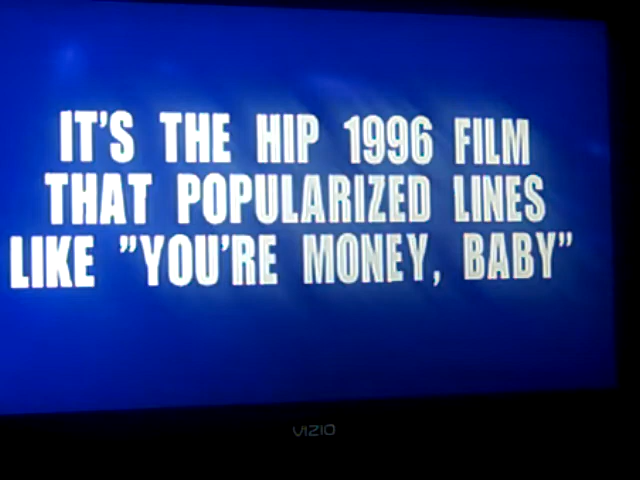 IT'S THE HIP 1996 FILM
THAT POPULARIZED LINES
LIKE "YOU'RE MONEY, BABY"
VIZIO